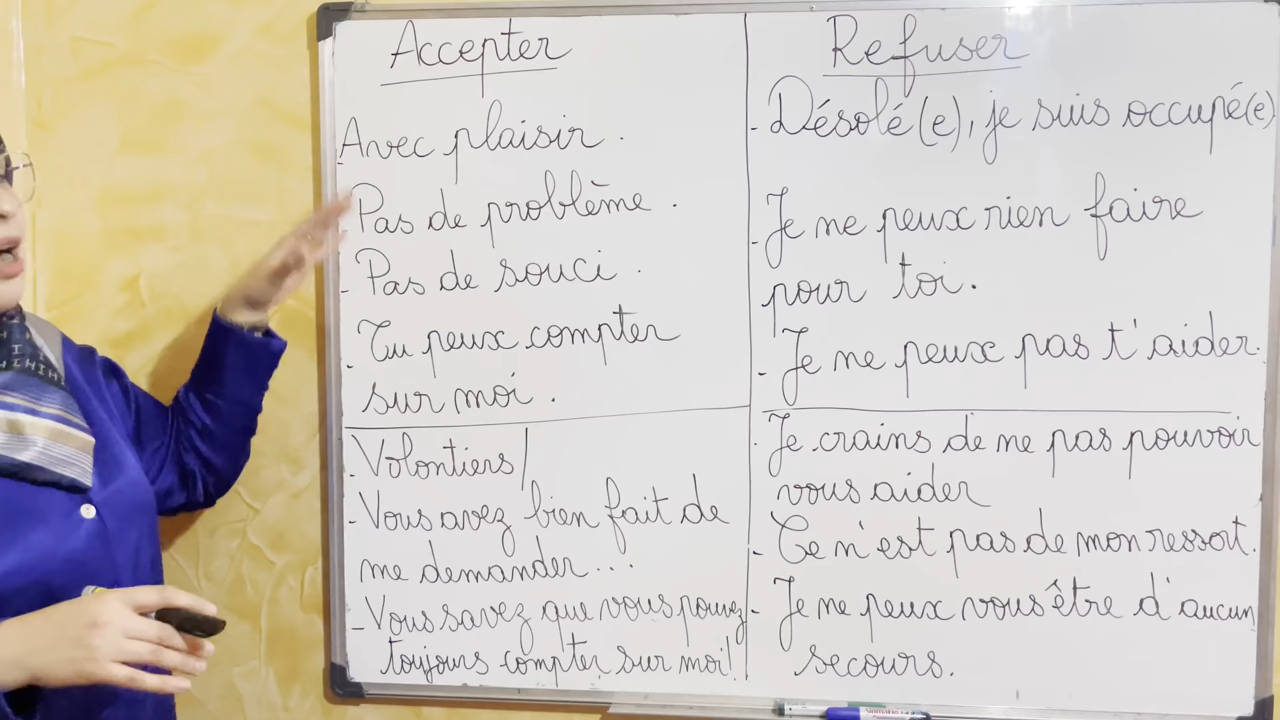 Accepter
- Avec plaisir.
- Pas de problème.
- Pas de souci.
- Tu peux compter
sur moi.
- Volontiers/
- Vous avez bien fait de
me demander...
- Vous savez que vous pouvez
toujours compter sur moi!
Refuser
- Désolé(e), je suis occupé(e)
- Je ne peux rien faire
pour toi.
- Je ne peux pas t'aider.
- Je crains de ne pas pouvoir
vous aider
- Ce n'est pas de mon ressort.
- Je ne peux vous être d'aucun
secours.